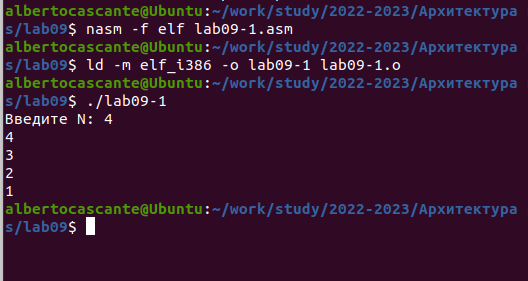 albertocascante@Ubuntu:~/work/study/2022-2023/Архитектура
s/lab09$ nasm -f elf lab09-1.asm
albertocascante@Ubuntu:~/work/study/2022-2023/Архитектура
s/lab09$ ld -m elf_i386 -o lab09-1 lab09-1.o
albertocascante@Ubuntu:~/work/study/2022-2023/Архитектура
s/lab09$ ./lab09-1
Введите N: 4
4
3
2
1
albertocascante@Ubuntu:~/work/study/2022-2023/Архитектура
s/lab09$